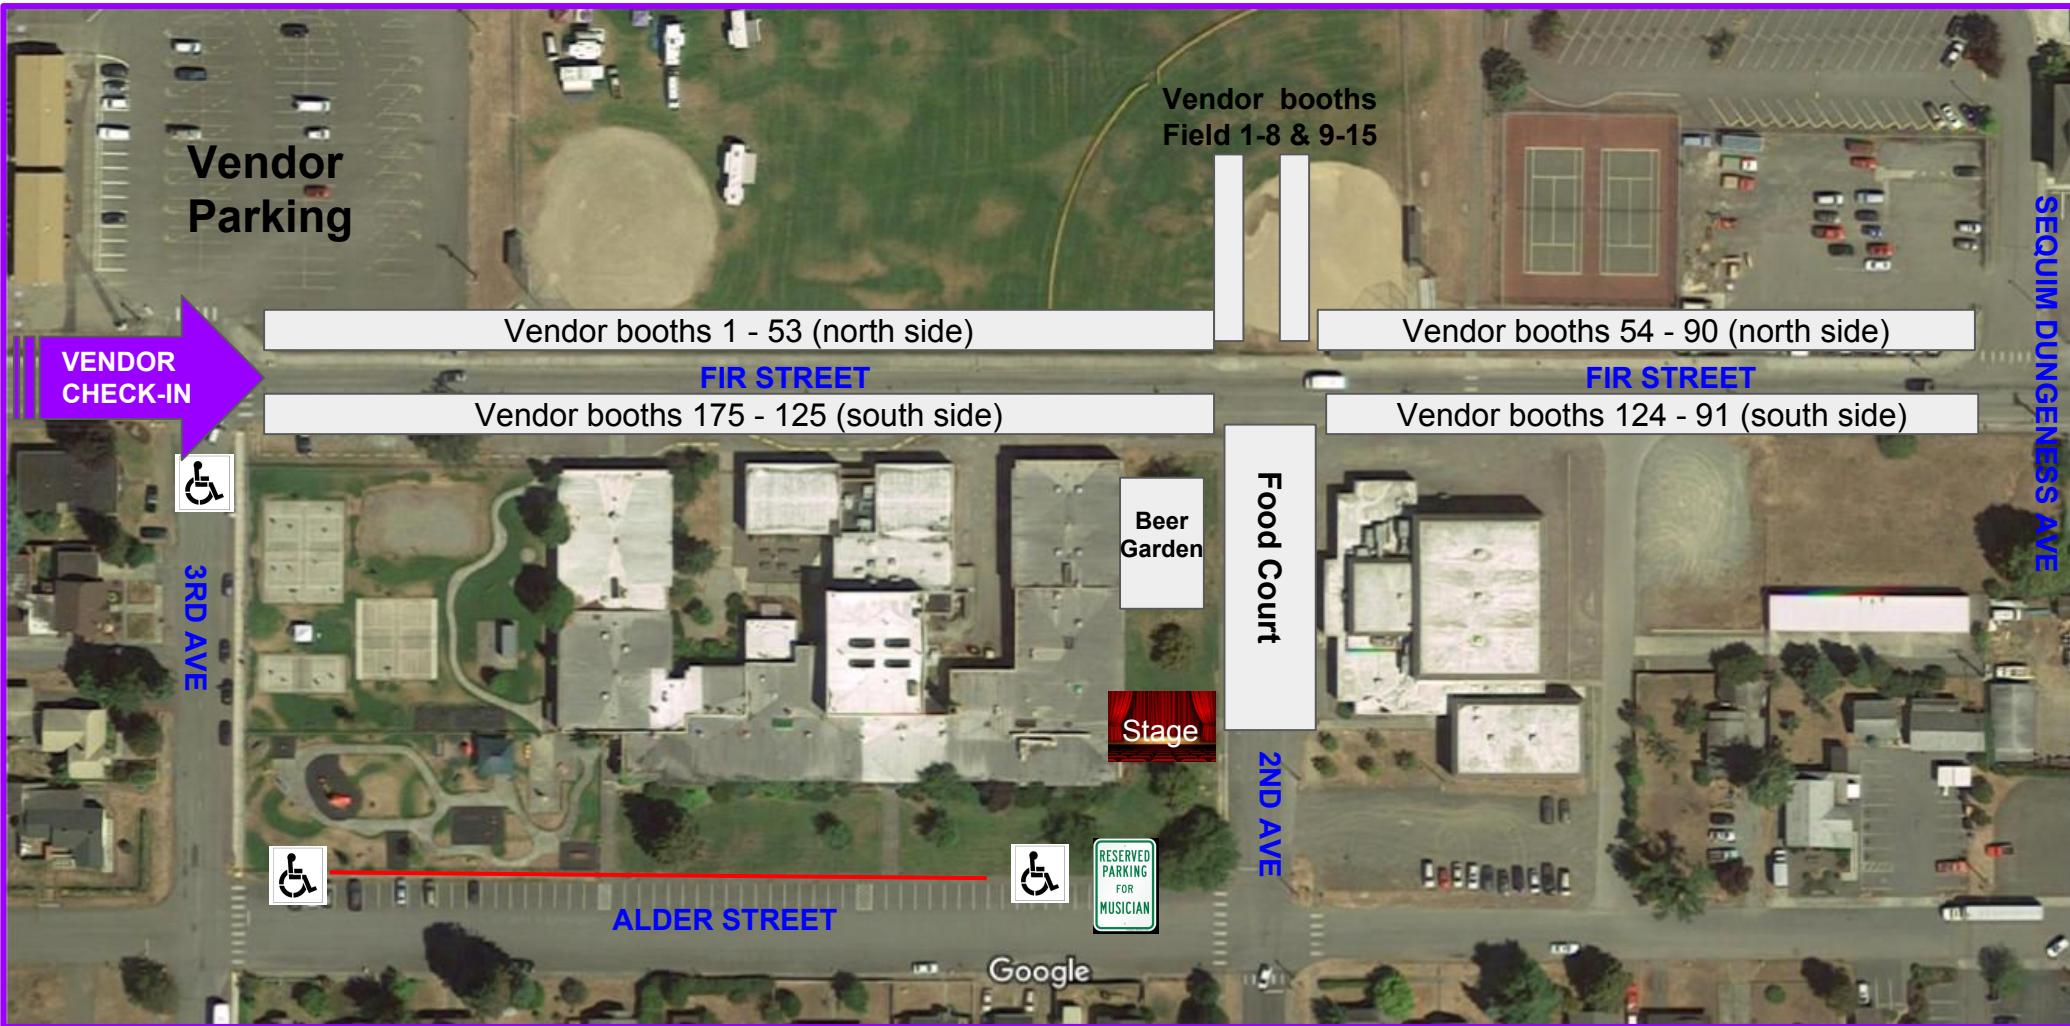 Vendor booths
Field 1-8 & 9-15
Vendor
Parking
SEQUIM DUNGENESS AVE
Vendor booths 1 - 53 (north side)
Vendor booths 54 - 90 (north side)
VENDOR
CHECK-IN
FIR STREET
FIR STREET
Vendor booths 175 - 125 (south side)
Vendor booths 124 - 91 (south side)
Beer
Garden
Food Court
3RD AVE
Stage
2ND AVE
RESERVED
PARKING
FOR
MUSICIAN
ALDER STREET
Google